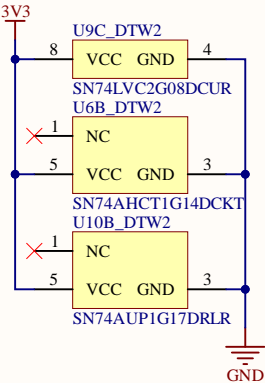 3V3
U9C_DTW2
8 VCC GND 4
SN74LVC2G08DCUR
U6B_DTW2
1 NC
5 VCC GND 3
SN74AHCT1G14DCKT
U10B_DTW2
1 NC
5 VCC GND 3
SN74AUP1G17DRLR
GND